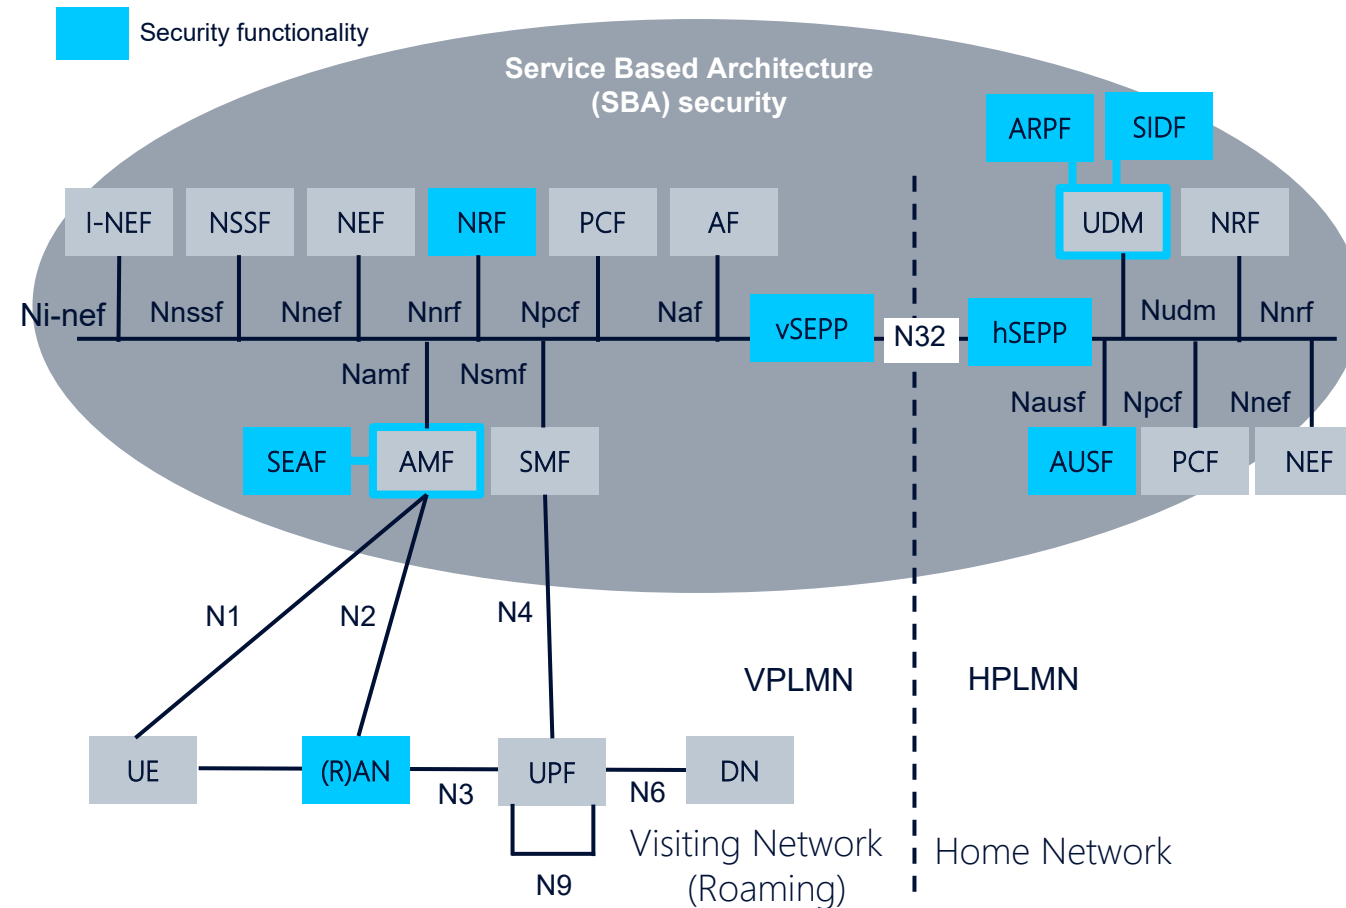 Security functionality
Service Based Architecture
(SBA) security
ARPF
SIDF
I-NEF
NSSF
NEF
NRF
PCF
AF
UDM
NRF
Ni-nef
Nnssf
Nnef
Nnrf
Npcf
Naf
vSEPP
N32
hSEPP
Nudm
Nnrf
Namf
Nsmf
Nausf
Npcf
Nnef
SEAF
AMF
SMF
AUSF
PCF
NEF
N1
N2
N4
VPLMN
HPLMN
UE
(R)AN
UPF
DN
N3
N6
N9
Visiting Network
(Roaming)
Home Network